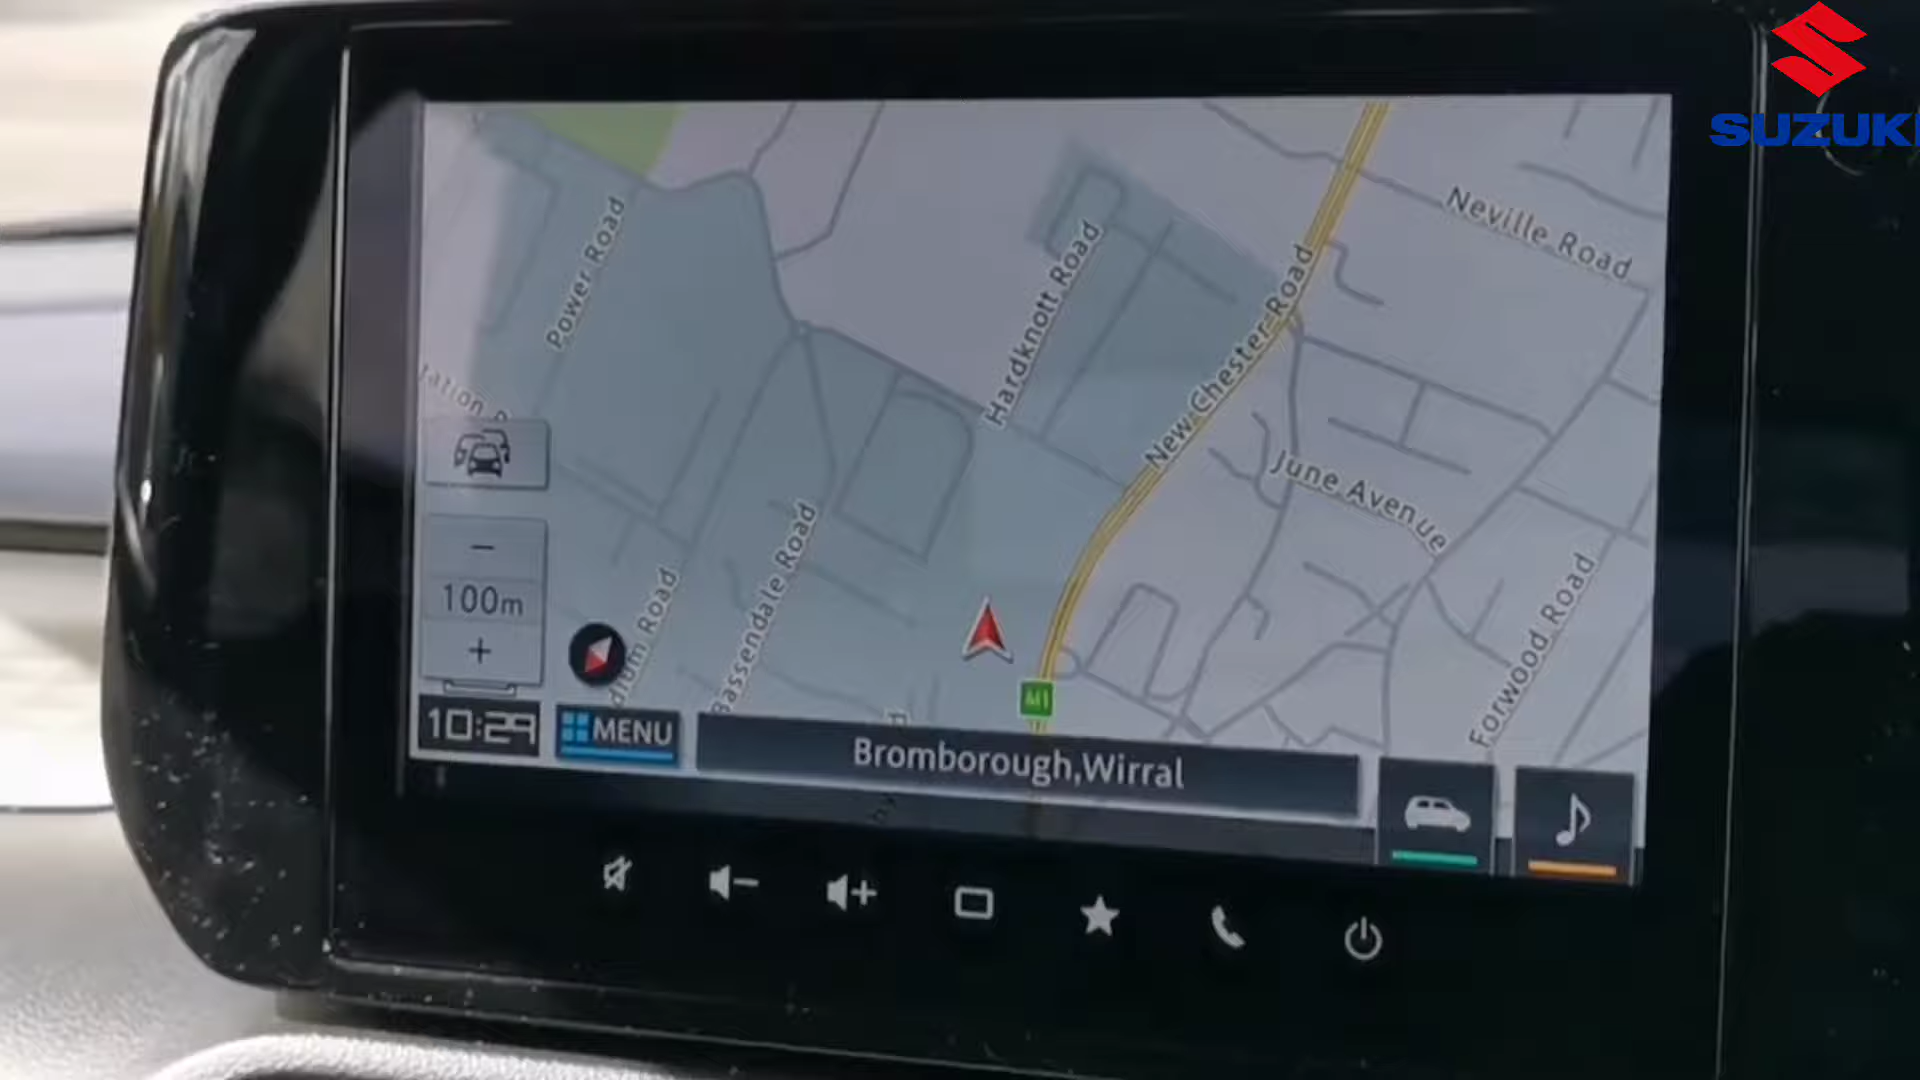 SUZUKI
Neville Road
Power Road
Hardknott Road
New Chester Road
June Avenue
Bassendale Road
Forwood Road
Road
100m
10:29
MENU
Bromborough,Wirral